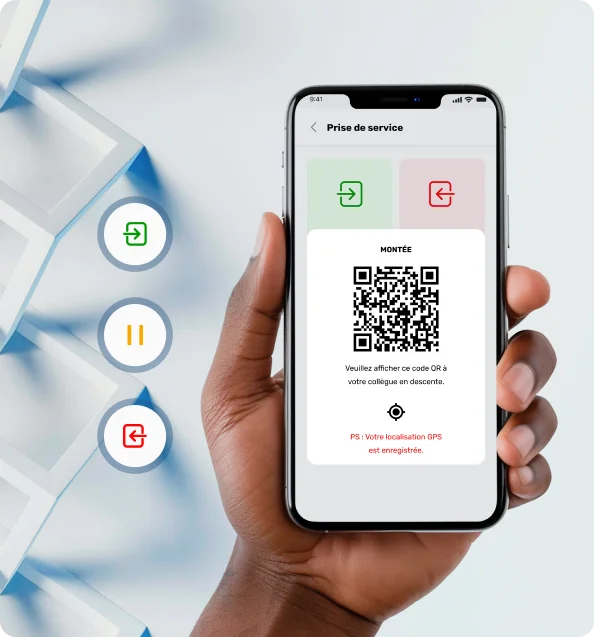 9:41
Prise de service
MONTÉE
Veuillez afficher ce code QR à
votre collègue en descente.
PS : Votre localisation GPS
est enregistrée.